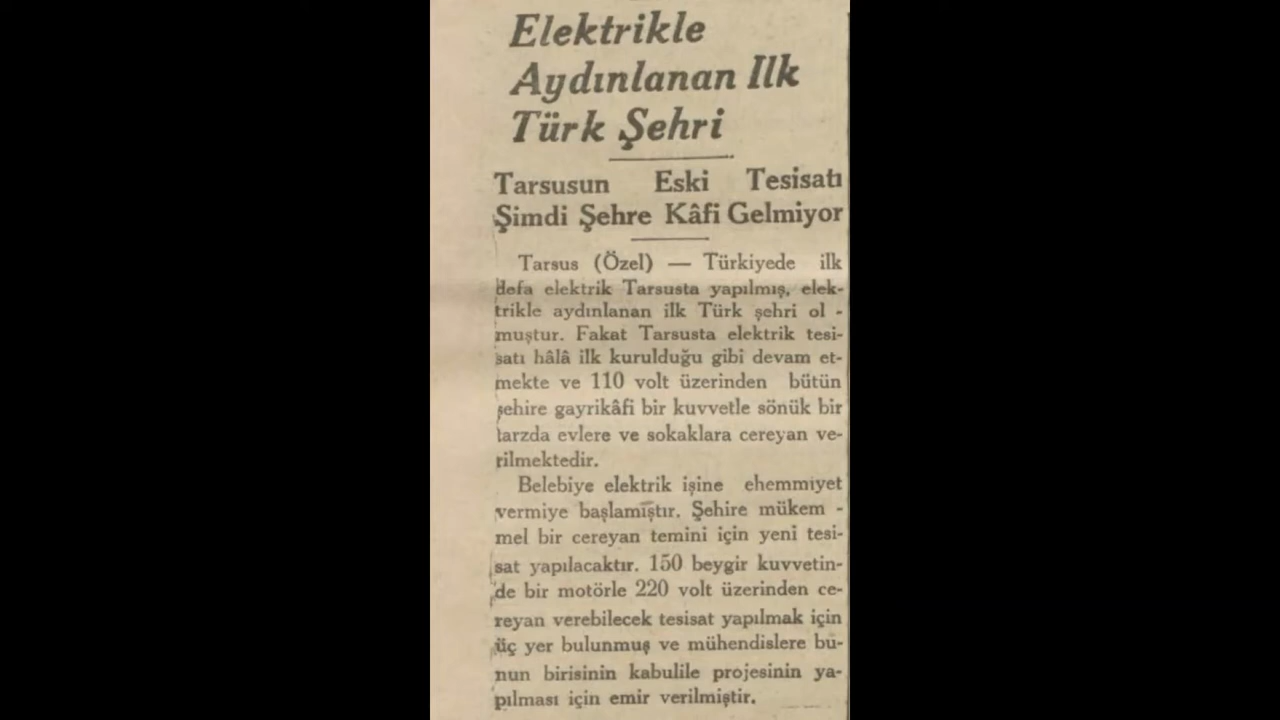 Elektrikle
Aydınlanan Ilk
Türk Şehri
Tarsusun Eski Tesisatı
Şimdi Şehre Kâfi Gelmiyor
Tarsus (Özel) — Türkiyede ilk
defa elektrik Tarsusta yapılmış, elek-
trikle aydınlanan ilk Türk şehri ol -
muştur. Fakat Tarsusta elektrik tesi-
satı hâlâ ilk kurulduğu gibi devam et-
mekte ve 110 volt üzerinden bütün
şehire gayrikâfi bir kuvvetle sönük bir
tarzda evlere ve sokaklara cereyan ve-
rilmektedir.
Belebiye elektrik işine ehemmiyet
vermiye başlamıştır. Şehire mükem -
mel bir cereyan temini için yeni tesi-
sat yapılacaktır. 150 beygir kuvvetin-
de bir motörle 220 volt üzerinden ce-
reyan verebilecek tesisat yapılmak için
üç yer bulunmuş ve mühendislere bu-
nun birisinin kabulile projesinin ya-
pılması için emir verilmiştir.